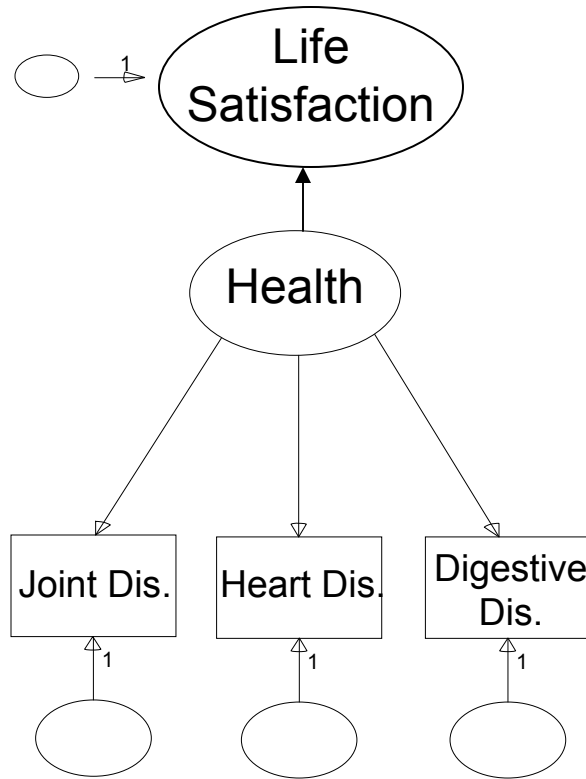 Life
1
Satisfaction
Health
Joint Dis.
Heart Dis.
Digestive
Dis.
1
1
1